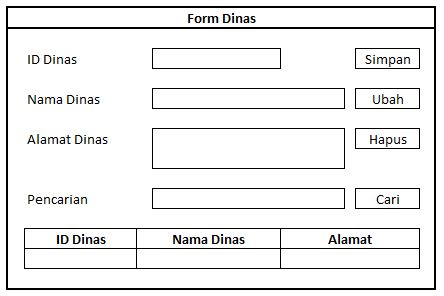 Form Dinas
ID Dinas Simpan
Nama Dinas Ubah
Alamat Dinas Hapus
Pencarian Cari
ID Dinas Nama Dinas Alamat